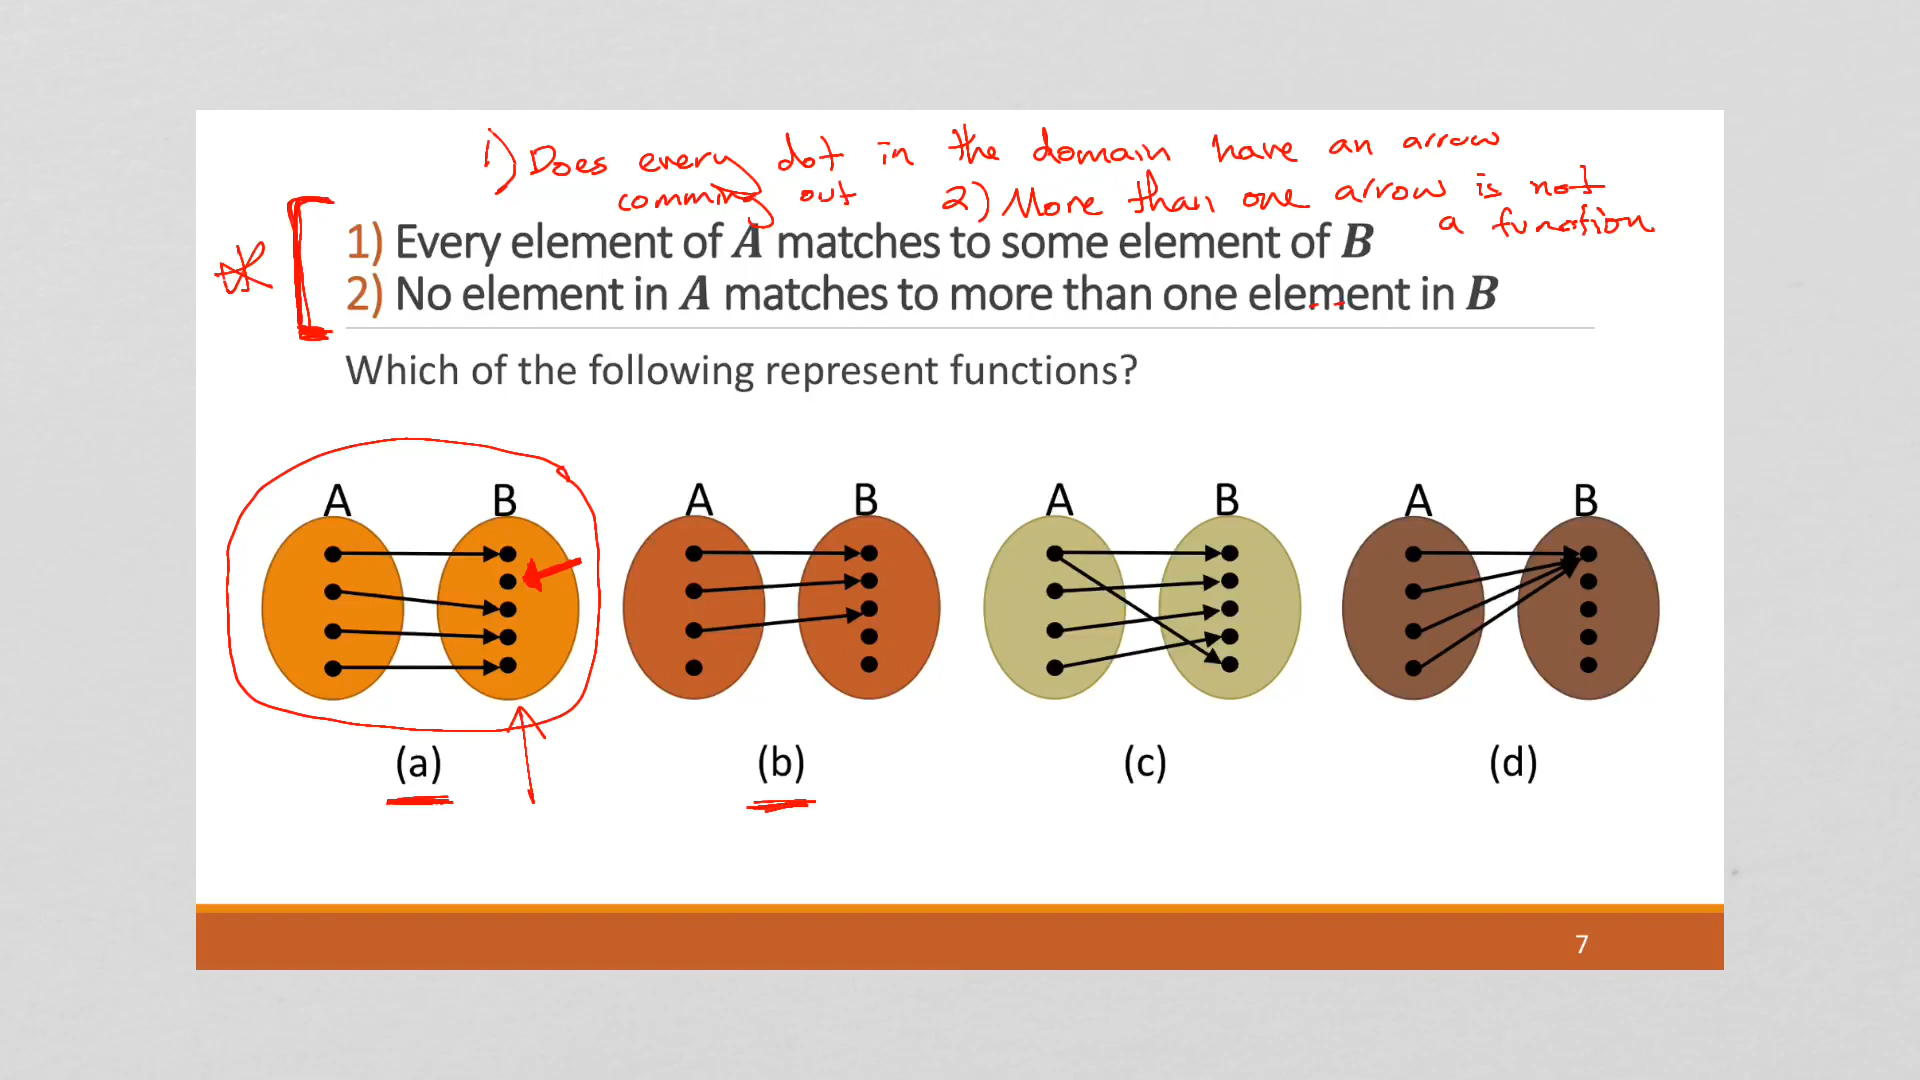 1) Does every dot in the domain have an arrow
comming out 2) More than one arrow is not
a function
1) Every element of A matches to some element of B
2) No element in A matches to more than one element in B
Which of the following represent functions?
A B A B A B A B
(a) (b) (c) (d)
7